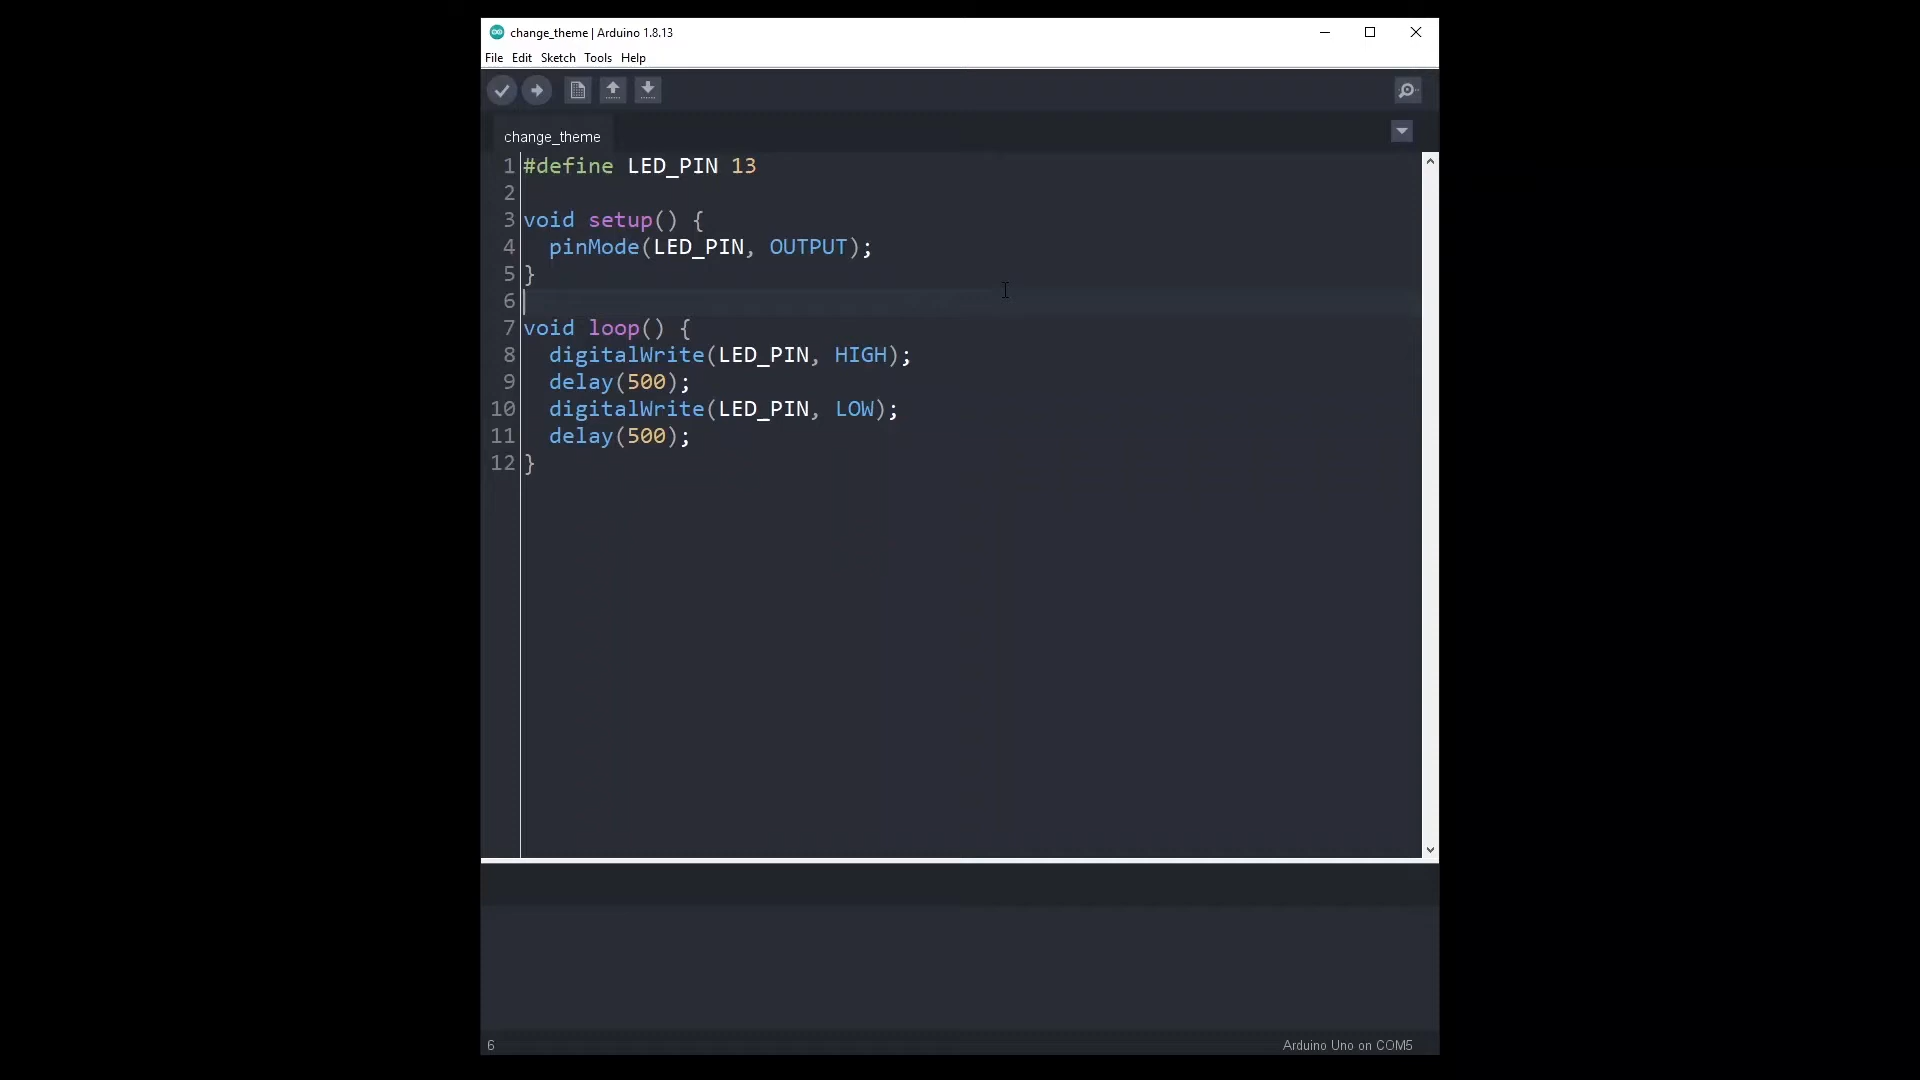 change_theme | Arduino 1.8.13
File Edit Sketch Tools Help
change_theme
1 #define LED_PIN 13
2
3 void setup() {
4   pinMode(LED_PIN, OUTPUT);
5 }
6
7 void loop() {
8   digitalWrite(LED_PIN, HIGH);
9   delay(500);
10   digitalWrite(LED_PIN, LOW);
11   delay(500);
12 }
6 Arduino Uno on COM5